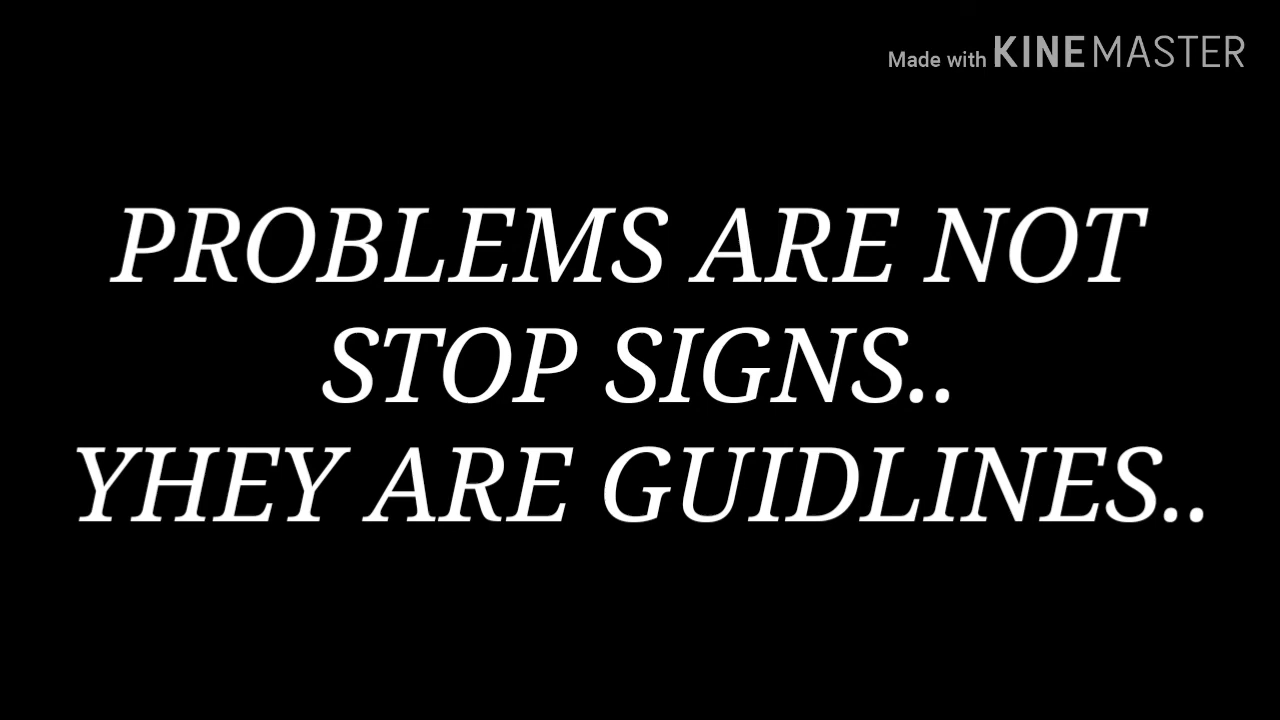 Made with KINEMASTER
PROBLEMS ARE NOT
STOP SIGNS..
YHEY ARE GUIDLINES..